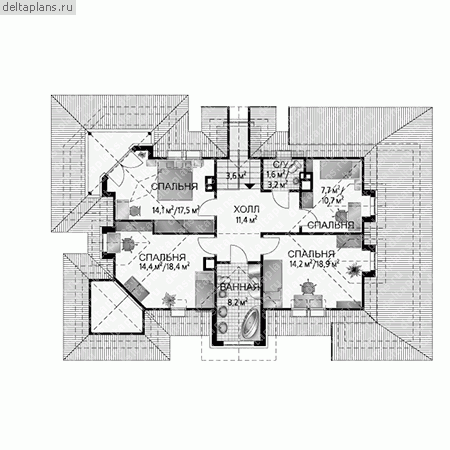 deltaplans.ru
С/У
1,6 м²/
3,2 м²
3,6 м²
СПАЛЬНЯ
14,1 м²/17,5 м²
7,7 м²/
10,7 м²
СПАЛЬНЯ
ХОЛЛ
11,4 м²
СПАЛЬНЯ
14,4 м²/18,4 м²
СПАЛЬНЯ
14,2 м²/18,9 м²
ВАННАЯ
8,2 м²